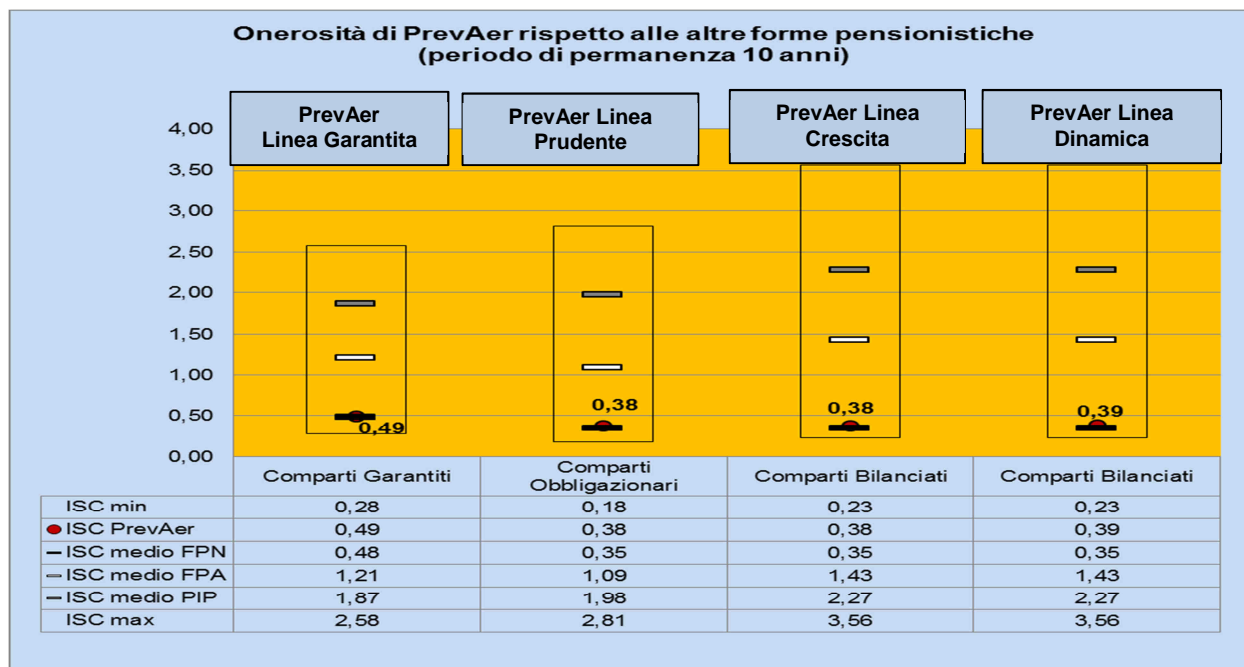 Onerosità di PrevAer rispetto alle altre forme pensionistiche
(periodo di permanenza 10 anni)
PrevAer
Linea Garantita
PrevAer Linea
Prudente
PrevAer Linea
Crescita
PrevAer Linea
Dinamica
4,00
3,50
3,00
2,50
2,00
1,50
1,00
0,50
0,00
0,49
0,38
0,38
0,39
Comparti Garantiti
Comparti
Obbligazionari
Comparti Bilanciati
Comparti Bilanciati
ISC min 0,28 0,18 0,23 0,23
ISC PrevAer 0,49 0,38 0,38 0,39
ISC medio FPN 0,48 0,35 0,35 0,35
ISC medio FPA 1,21 1,09 1,43 1,43
ISC medio PIP 1,87 1,98 2,27 2,27
ISC max 2,58 2,81 3,56 3,56